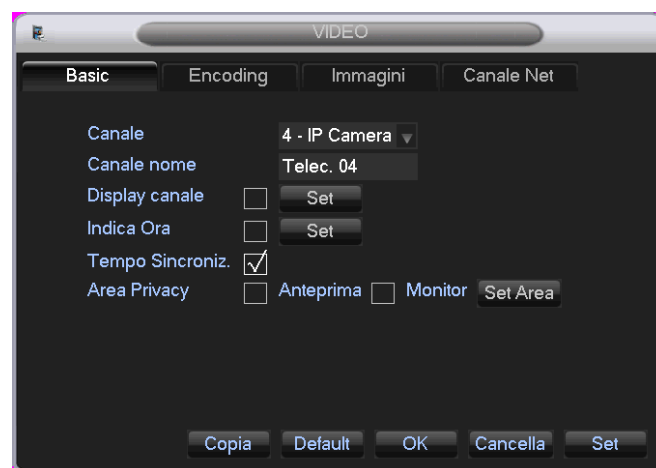 VIDEO
Basic Encoding Immagini Canale Net
Canale 4 - IP Camera
Canale nome Telec. 04
Display canale Set
Indica Ora Set
Tempo Sincroniz.
Area Privacy Anteprima Monitor Set Area
Copia Default OK Cancella Set